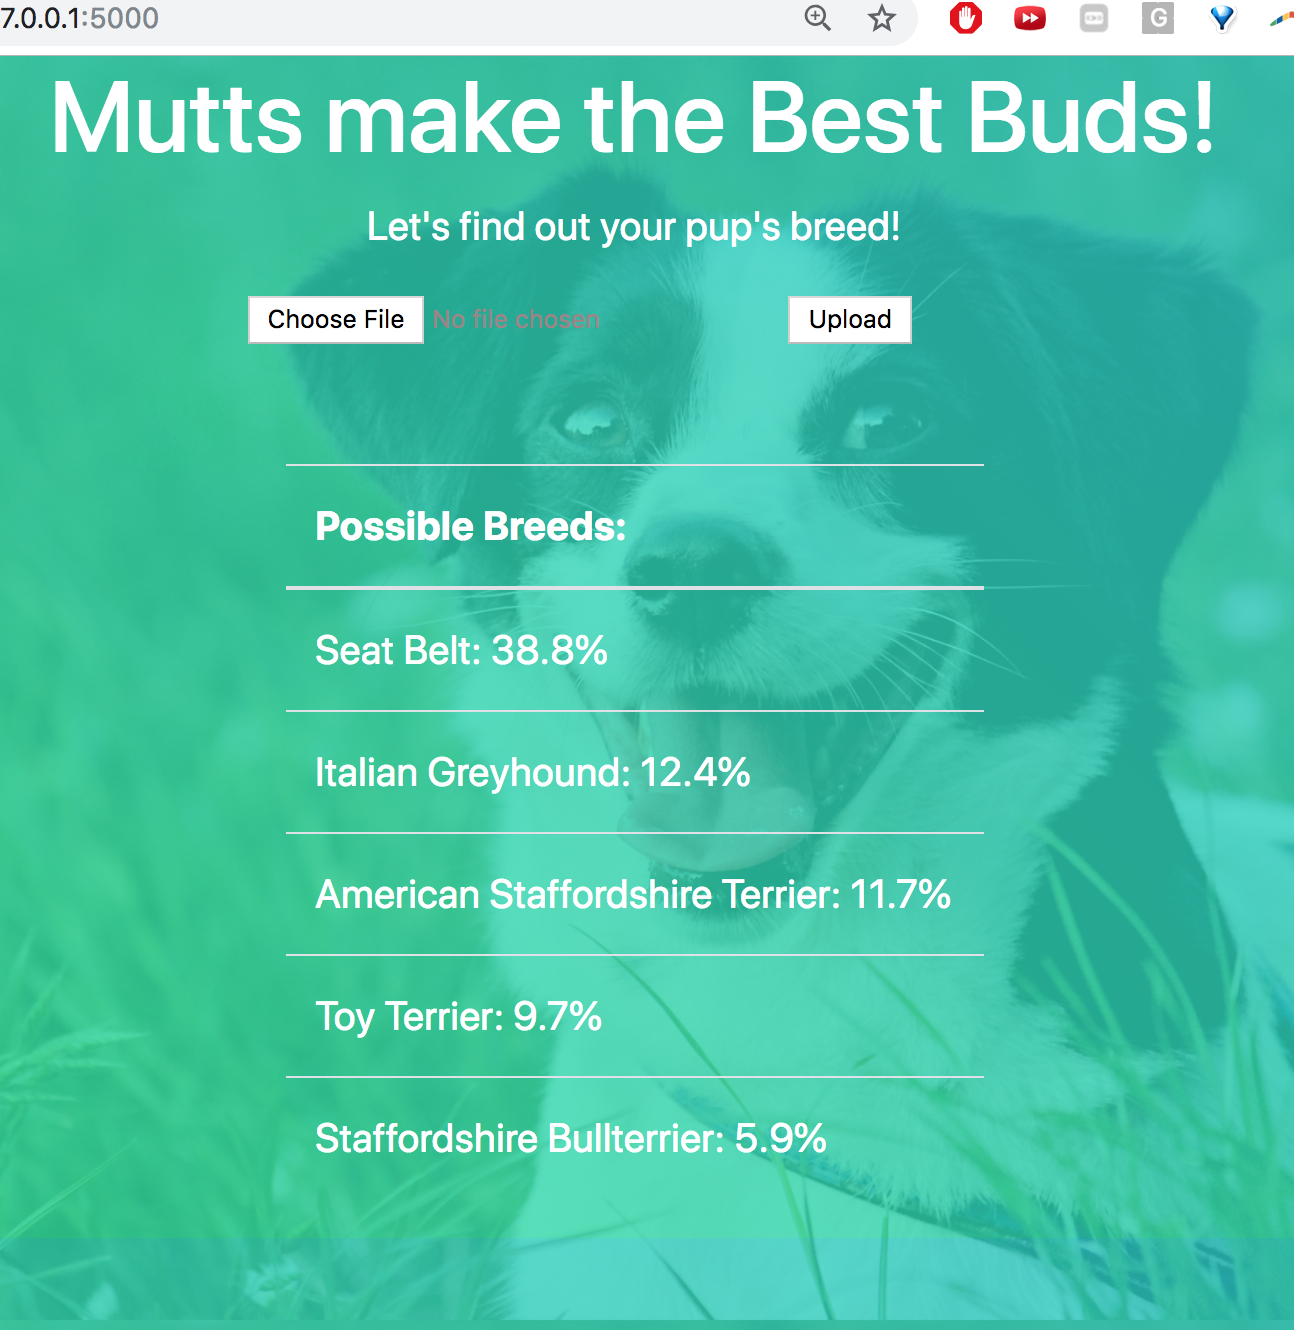 7.0.0.1:5000
G
Mutts make the Best Buds!
Let's find out your pup's breed!
Choose File No file chosen Upload
Possible Breeds:
Seat Belt: 38.8%
Italian Greyhound: 12.4%
American Staffordshire Terrier: 11.7%
Toy Terrier: 9.7%
Staffordshire Bullterrier: 5.9%